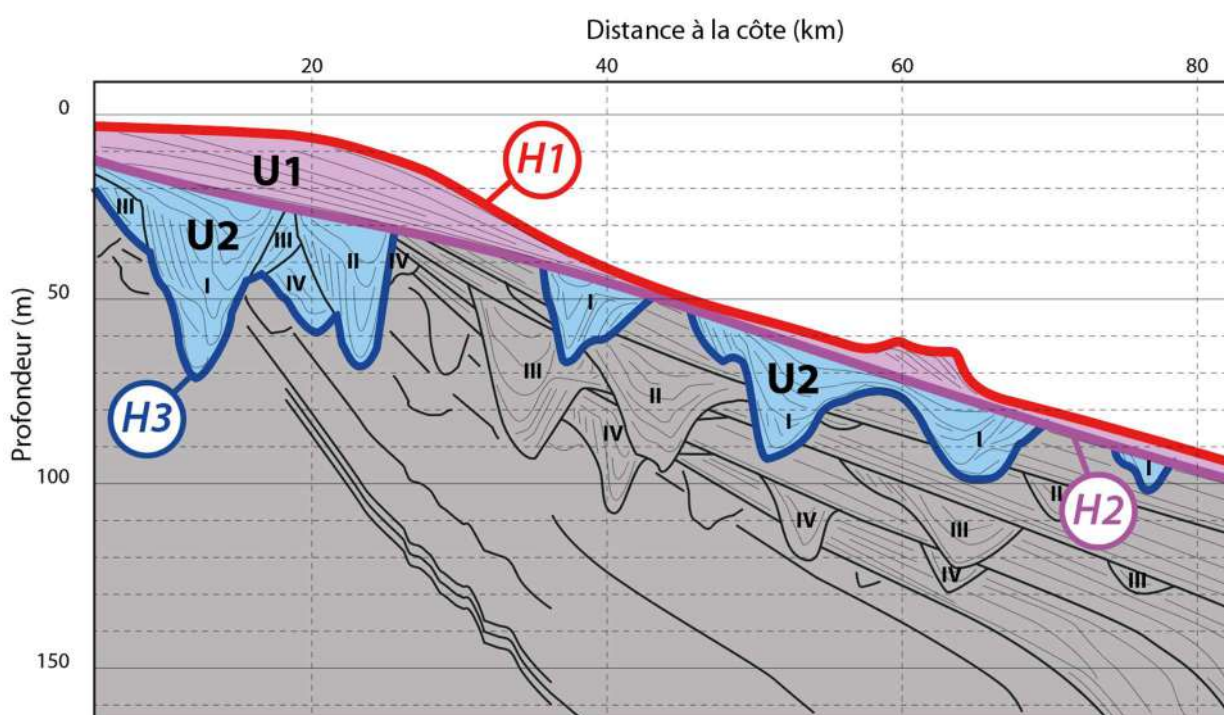 Distance à la côte (km)
20 40 60 80
0
U1
H1
III
U2
III
II
IV
I
IV
50
I
III
U2
II
H3
I
IV
I
I
100
II
H2
IV
III
IV
III
150
Profondeur (m)